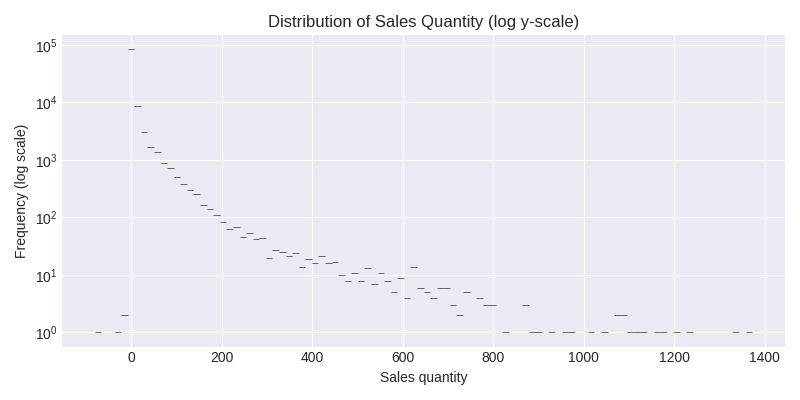 Distribution of Sales Quantity (log y-scale)
10^5
10^4
10^3
10^2
10^1
10^0
Frequency (log scale)
0 200 400 600 800 1000 1200 1400
Sales quantity